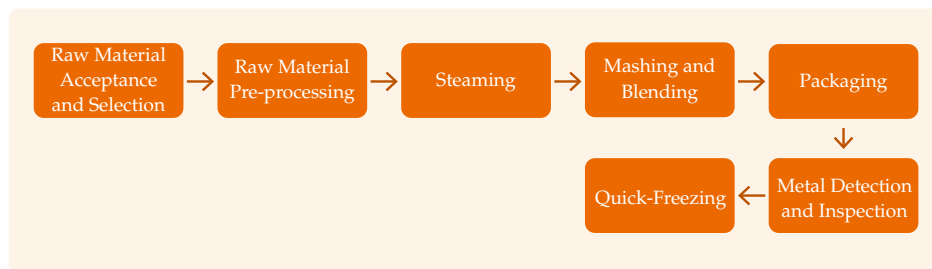 Raw Material
Acceptance
and Selection
Raw Material
Pre-processing
Steaming
Mashing and
Blending
Packaging
Metal Detection
and Inspection
Quick-Freezing